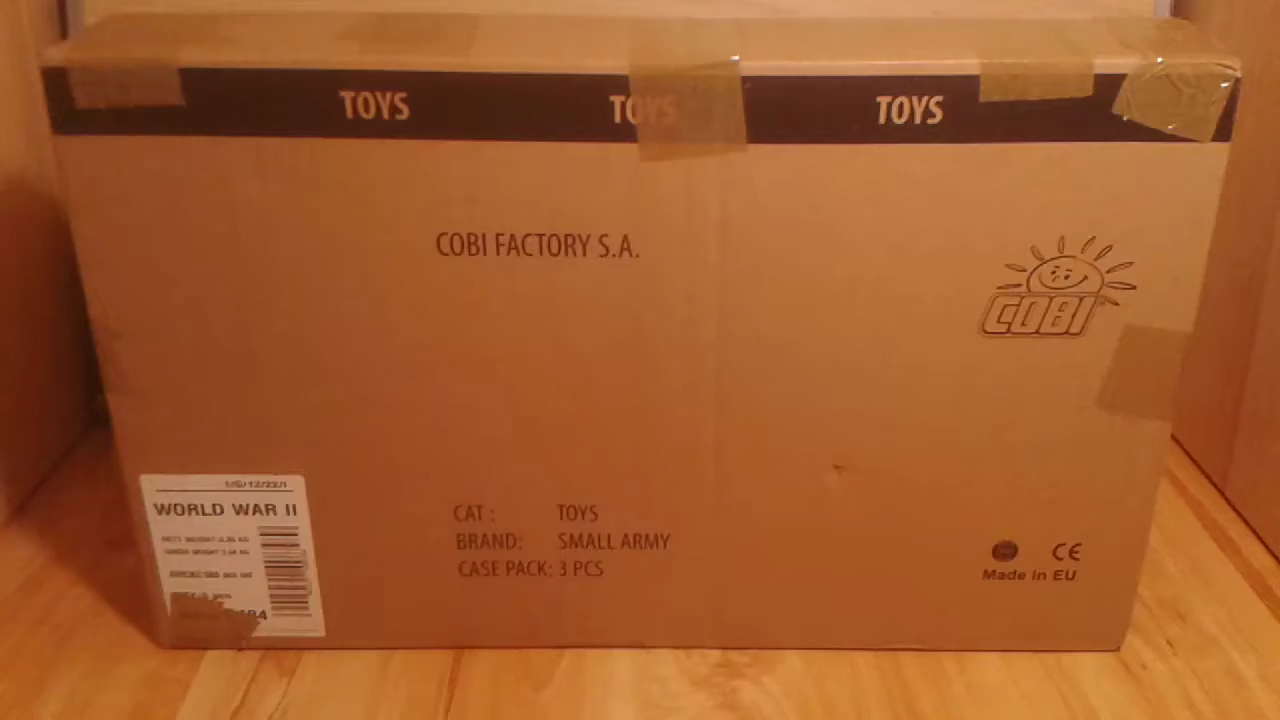 TOYS TOYS TOYS
COBI FACTORY S.A.
COBI
WORLD WAR II
CAT : TOYS
BRAND: SMALL ARMY
CASE PACK: 3 PCS
CE
Made in EU